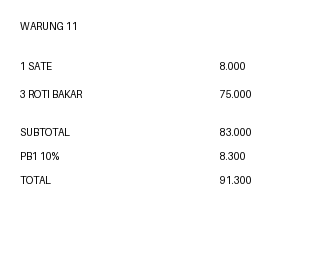 WARUNG 11
1 SATE 8.000
3 ROTI BAKAR 75.000
SUBTOTAL 83.000
PB1 10% 8.300
TOTAL 91.300